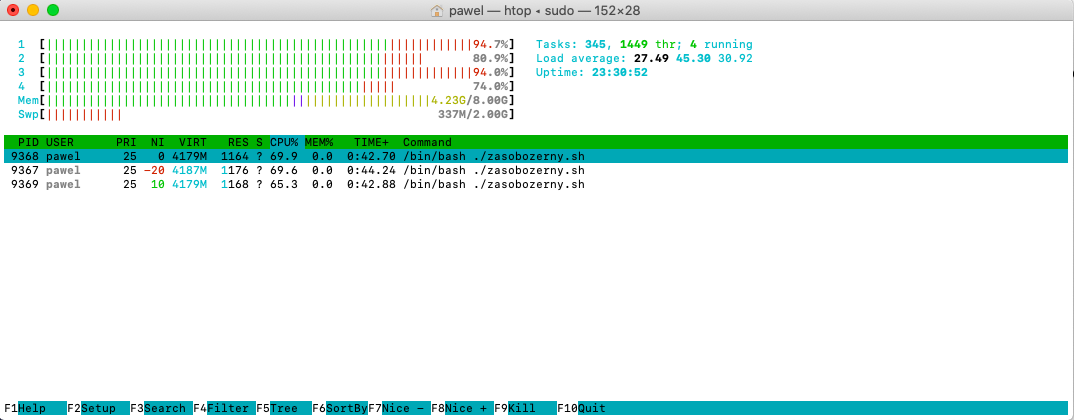 pawel — htop ◂ sudo — 152×28
1 [||||||||||||||||||||||||||||||||||||||||||||||||||||||||||||||94.7%] Tasks: 345, 1449 thr; 4 running
2 [||||||||||||||||||||||||||||||||||||||||||||||||||||||| 80.9%] Load average: 27.49 45.30 30.92
3 [||||||||||||||||||||||||||||||||||||||||||||||||||||||||||||||94.0%] Uptime: 23:30:52
4 [||||||||||||||||||||||||||||||||||||||||||||||||||| 74.0%]
Mem[||||||||||||||||||||||||||||||||||||||||||||||||||||||||4.23G/8.00G]
Swp[||||||||||| 337M/2.00G]
PID USER PRI NI VIRT RES S CPU% MEM% TIME+ Command
9368 pawel 25 0 4179M 1164 ? 69.9 0.0 0:42.70 /bin/bash ./zasobozerny.sh
9367 pawel 25 −20 4187M 1176 ? 69.6 0.0 0:44.24 /bin/bash ./zasobozerny.sh
9369 pawel 25 10 4179M 1168 ? 65.3 0.0 0:42.88 /bin/bash ./zasobozerny.sh
F1Help F2Setup F3Search F4Filter F5Tree F6SortByF7Nice − F8Nice + F9Kill F10Quit